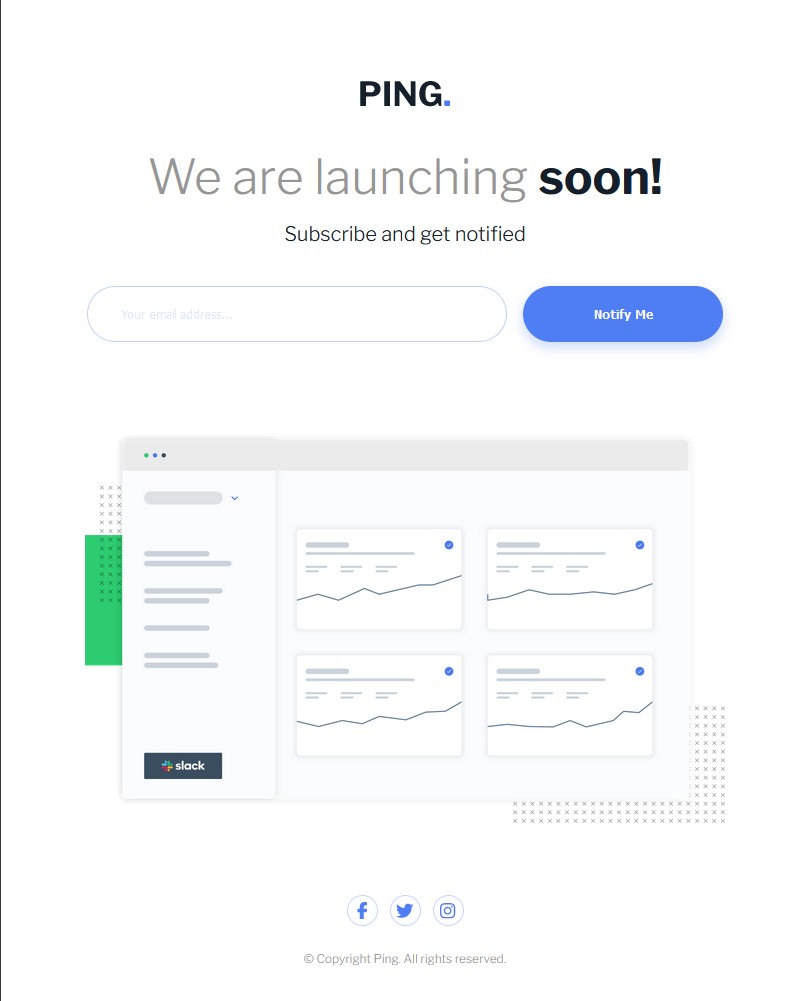 PING.
We are launching soon!
Subscribe and get notified
Your email address...
Notify Me
slack
© Copyright Ping. All rights reserved.